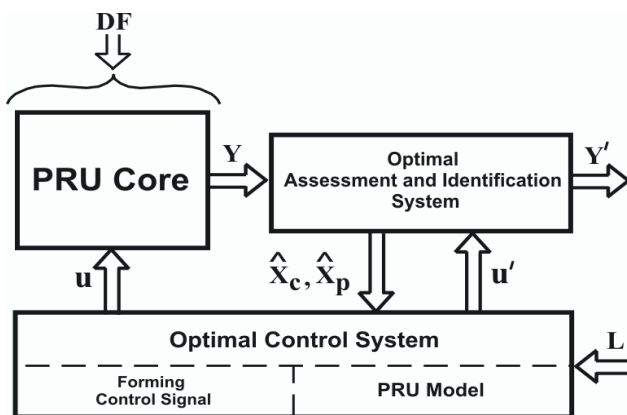 DF
PRU Core
Y
Optimal
Assessment and Identification
System
Y′
u
X̂c, X̂p
u′
Optimal Control System
L
Forming
Control Signal
PRU Model